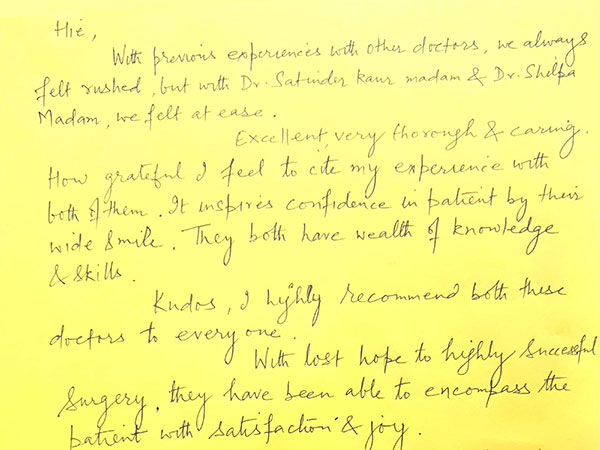 Hie,
With previous experiences with other doctors, we always
felt rushed, but with Dr. Satinder kaur madam & Dr. Shilpa
Madam, we felt at ease.
Excellent, very thorough & caring.
How grateful I feel to cite my experience with
both of them. It inspires confidence in patient by their
wide smile. They both have wealth of knowledge
& skills.
Kudos, I highly recommend both these
doctors to everyone.
With lost hope to highly successful
surgery, they have been able to encompass the
patient with satisfaction & joy.